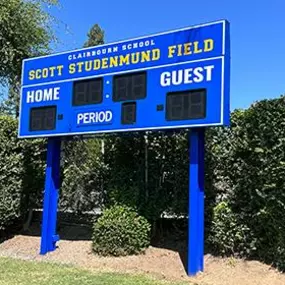 CLAIRBOURN SCHOOL
SCOTT STUDENMUND FIELD
HOME
GUEST
PERIOD